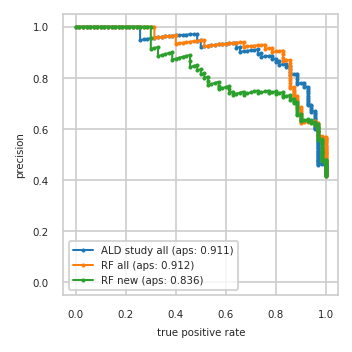 1.0
0.8
0.6
0.4
0.2
0.0
precision
ALD study all (aps: 0.911)
RF all (aps: 0.912)
RF new (aps: 0.836)
0.0 0.2 0.4 0.6 0.8 1.0
true positive rate